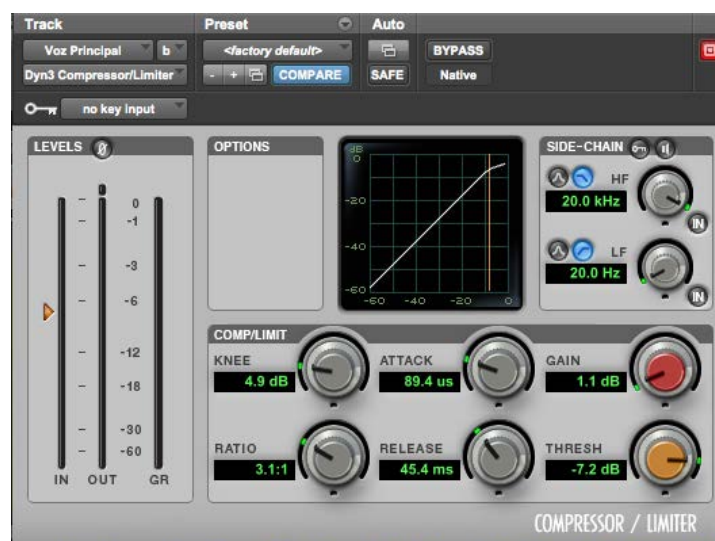 Track Preset Auto
Voz Principal b <factory default> BYPASS
Dyn3 Compressor/Limiter - + COMPARE SAFE Native
no key input
LEVELS Ø OPTIONS SIDE-CHAIN
HF
20.0 kHz
IN
LF
20.0 Hz
IN
0
-1
-3
-6
-12
-18
-30
-60
IN OUT GR
dB
0
-20
-40
-60
-60 -40 -20 0
COMP/LIMIT
KNEE ATTACK GAIN
4.9 dB 89.4 us 1.1 dB
RATIO RELEASE THRESH
3.1:1 45.4 ms -7.2 dB
COMPRESSOR / LIMITER